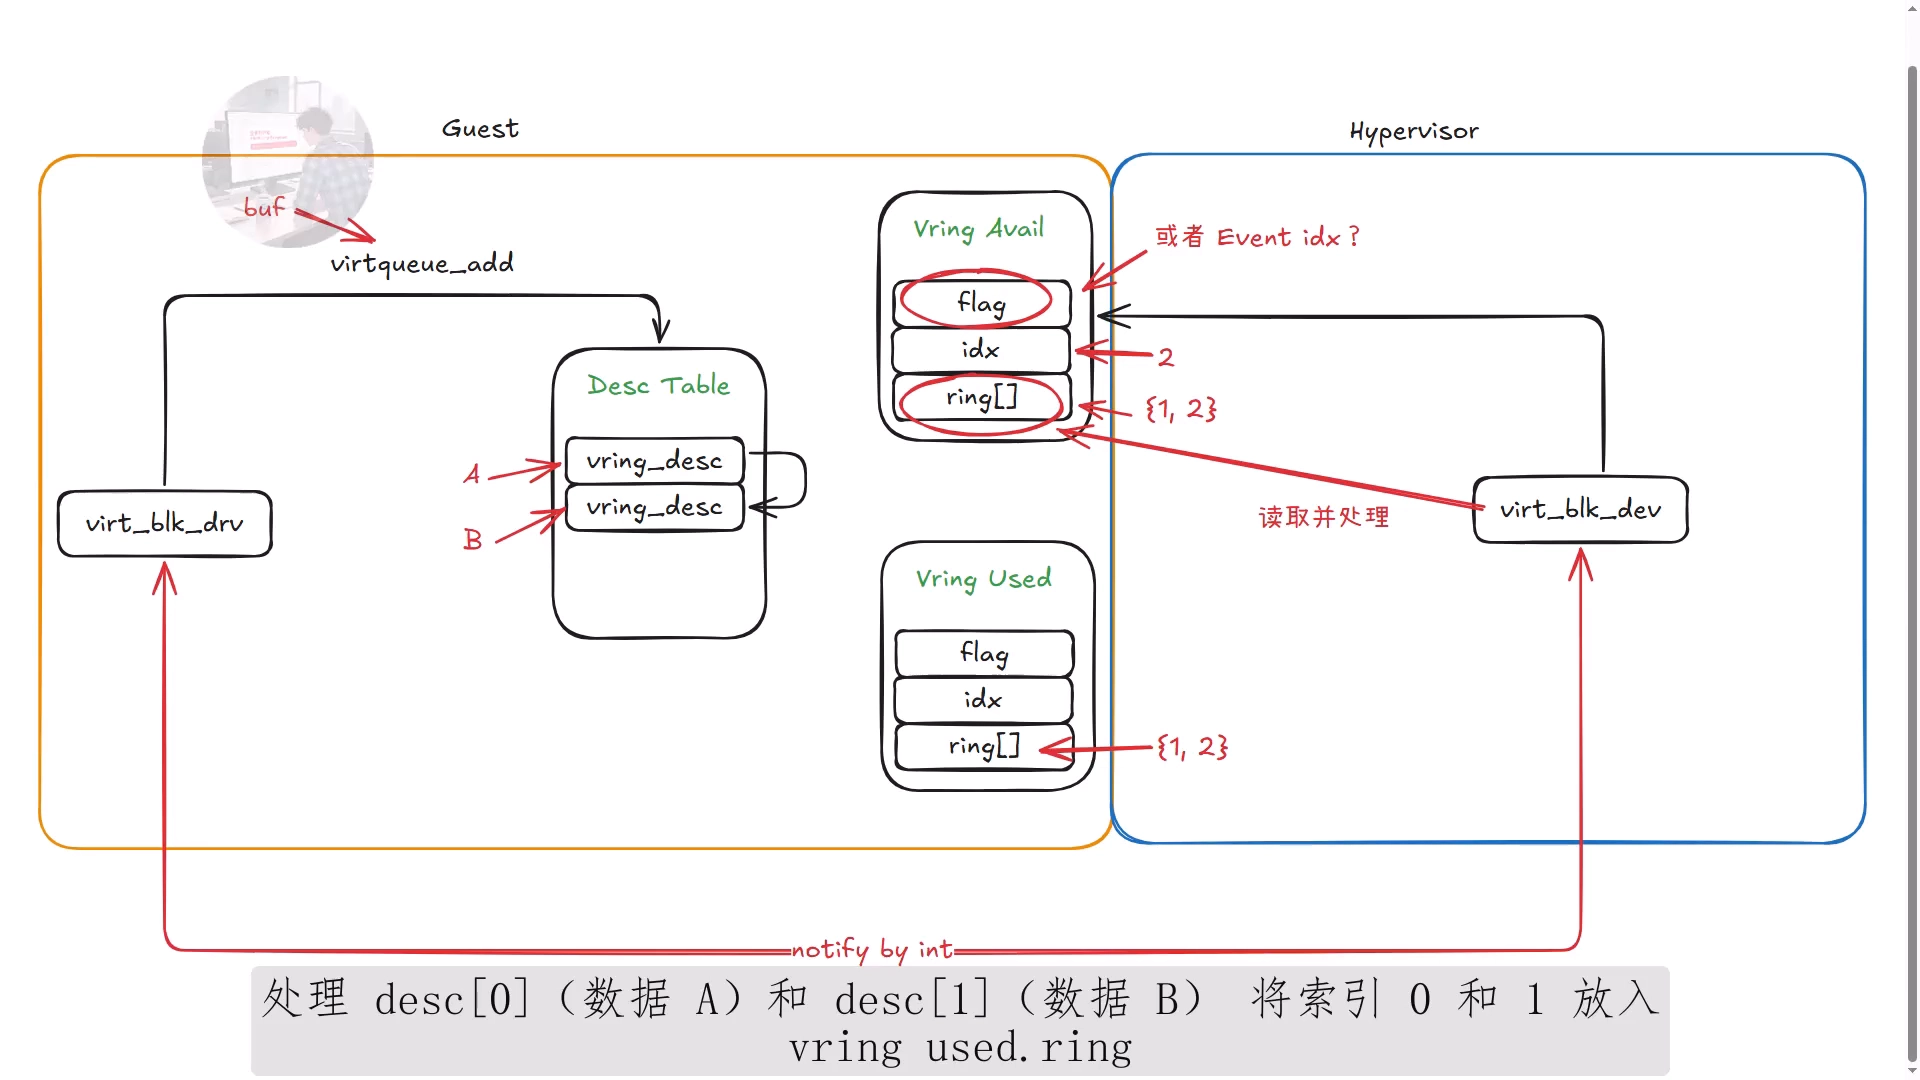 Guest
Hypervisor
buf
virtqueue_add
Vring Avail
或者 Event idx？
flag
idx
2
ring[]
{1, 2}
Desc Table
A
vring_desc
B
vring_desc
virt_blk_drv
virt_blk_dev
读取并处理
Vring Used
flag
idx
ring[]
{1, 2}
notify by int
处理 desc[0]（数据 A）和 desc[1]（数据 B） 将索引 0 和 1 放入
vring used.ring